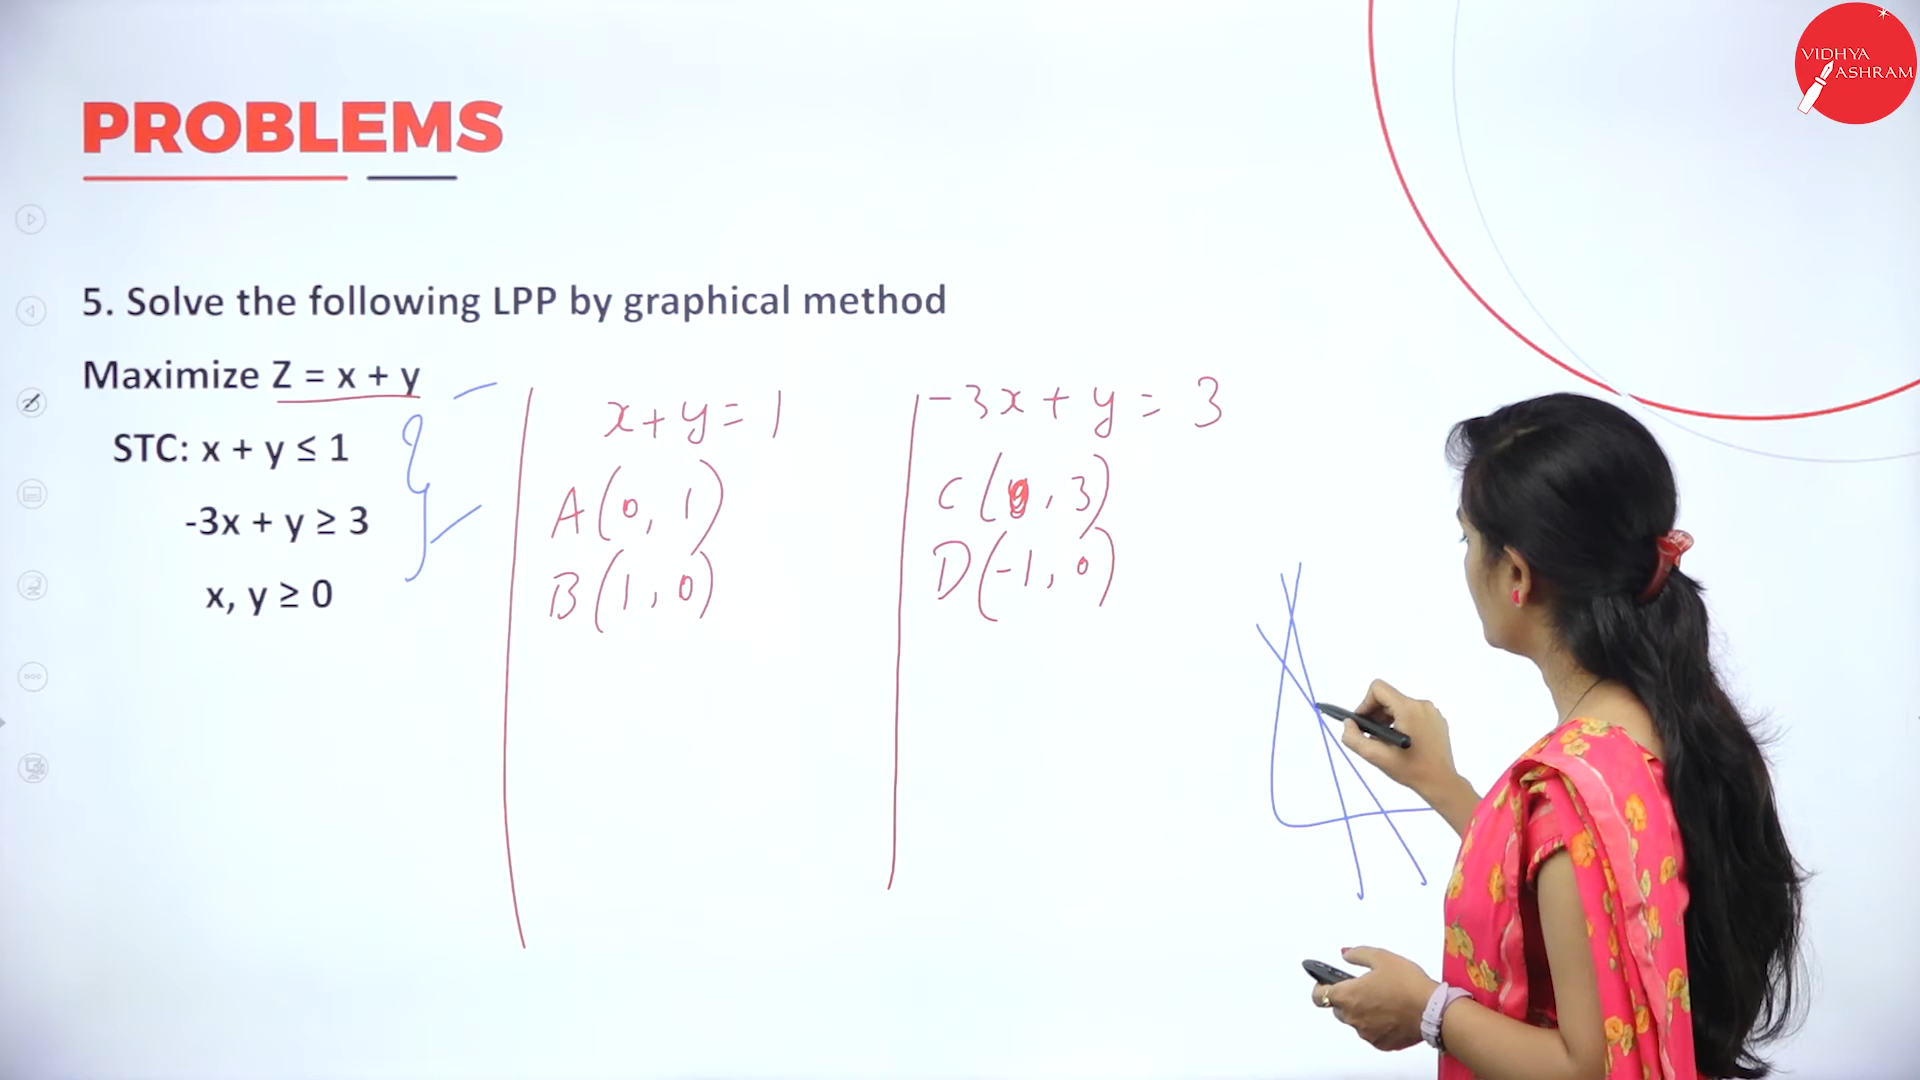 VIDHYA
ASHRAM
PROBLEMS
5. Solve the following LPP by graphical method
Maximize Z = x + y
STC: x + y ≤ 1
-3x + y ≥ 3
x, y ≥ 0
x + y = 1
A (0, 1)
B (1, 0)
-3x + y = 3
C (0, 3)
D (-1, 0)